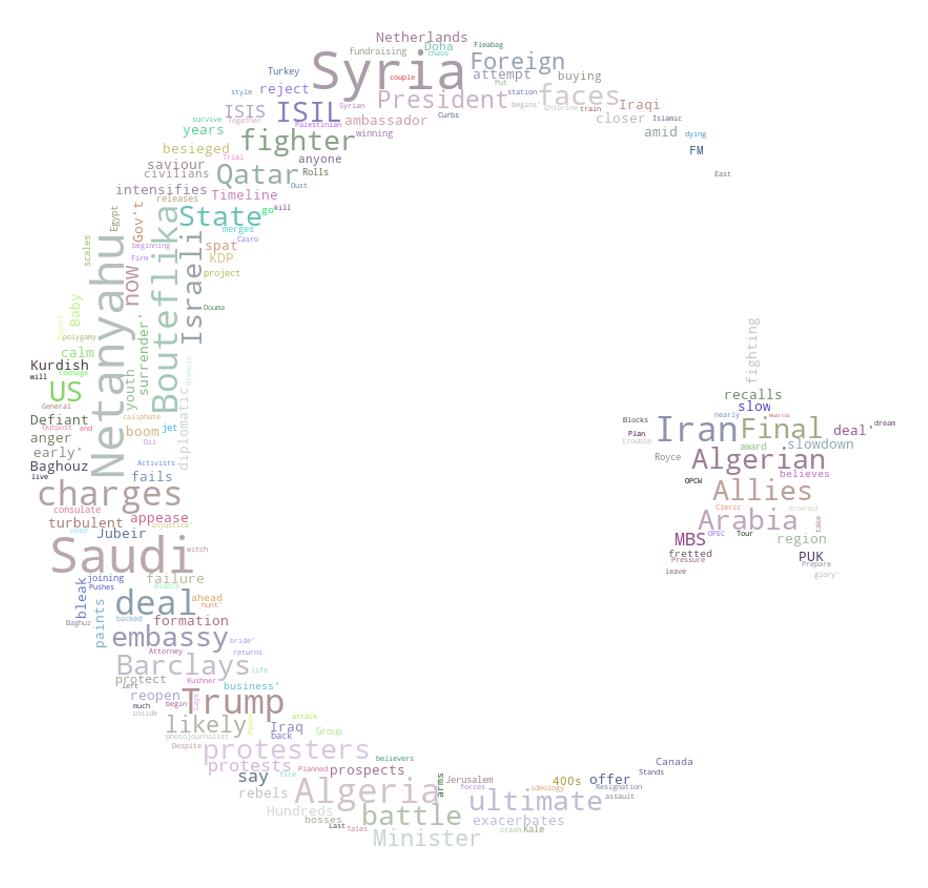 Netherlands
Fleabag
fundraising
Doha
chaos
Syria
Foreign
Turkey
couple
attempt
buying
reject
Put
style
station
President
faces
ISIS
ISIL
Syrian
begins'
Chlorine
train
Iraqi
Together
Palestinian
ambassador
Curbs
closer
Islamic
survive
years
fighter
winning
amid
dying
besieged
FM
Trial
anyone
saviour
civilians
Qatar
Rolls
East
intensifies
Oust
Timeline
releases
Egypt
Gov't
State
go
kill
merges
Cairo
beginning
spat
scales
Firm
KDP
now
project
Netanyahu
Bouteflika
Israeli
Baby
Douma
polygamy
surrender'
fighting
calm
Kurdish
teenage
Olympic
will
US
youth
diplomatic
recalls
General
slow
caliphate
nearly
warns
Defiant
Outpost
end
boom
jet
Blocks
Iran
Final
deal'
dream
anger
Oil
Plan
trouble
award
slowdown
early'
Baghouz
Activists
Royce
Algerian
live
fails
believes
OPCW
charges
Allies
consulate
appease
Cleric
drowned
turbulent
injustice'
Arabia
take
used
Jubeir
MBS
OPEC
Tour
region
Saudi
witch
fretted
Pressure
PUK
Prepare
joining
failure
leave
glory'
Pushes
Middle
bleak
deal
ahead
hunt'
paints
Baghuz
backed
formation
embassy
bride'
Attorney
returns
Barclays
life
protect
Kushner
left
business'
reopen
Lays
much
begin
Trump
inside
likely
attack
Iraq
Group
photojournalist
back
Despite
protesters
believers
protests
Planned
prospects
Canada
say
fire
Stands
arms
Jerusalem
400s
offer
rebels
Algeria
forces
ideology
Resignation
ultimate
assault
Hundreds
battle
bosses
exacerbates
Last
Tales
crash
Kale
Minister